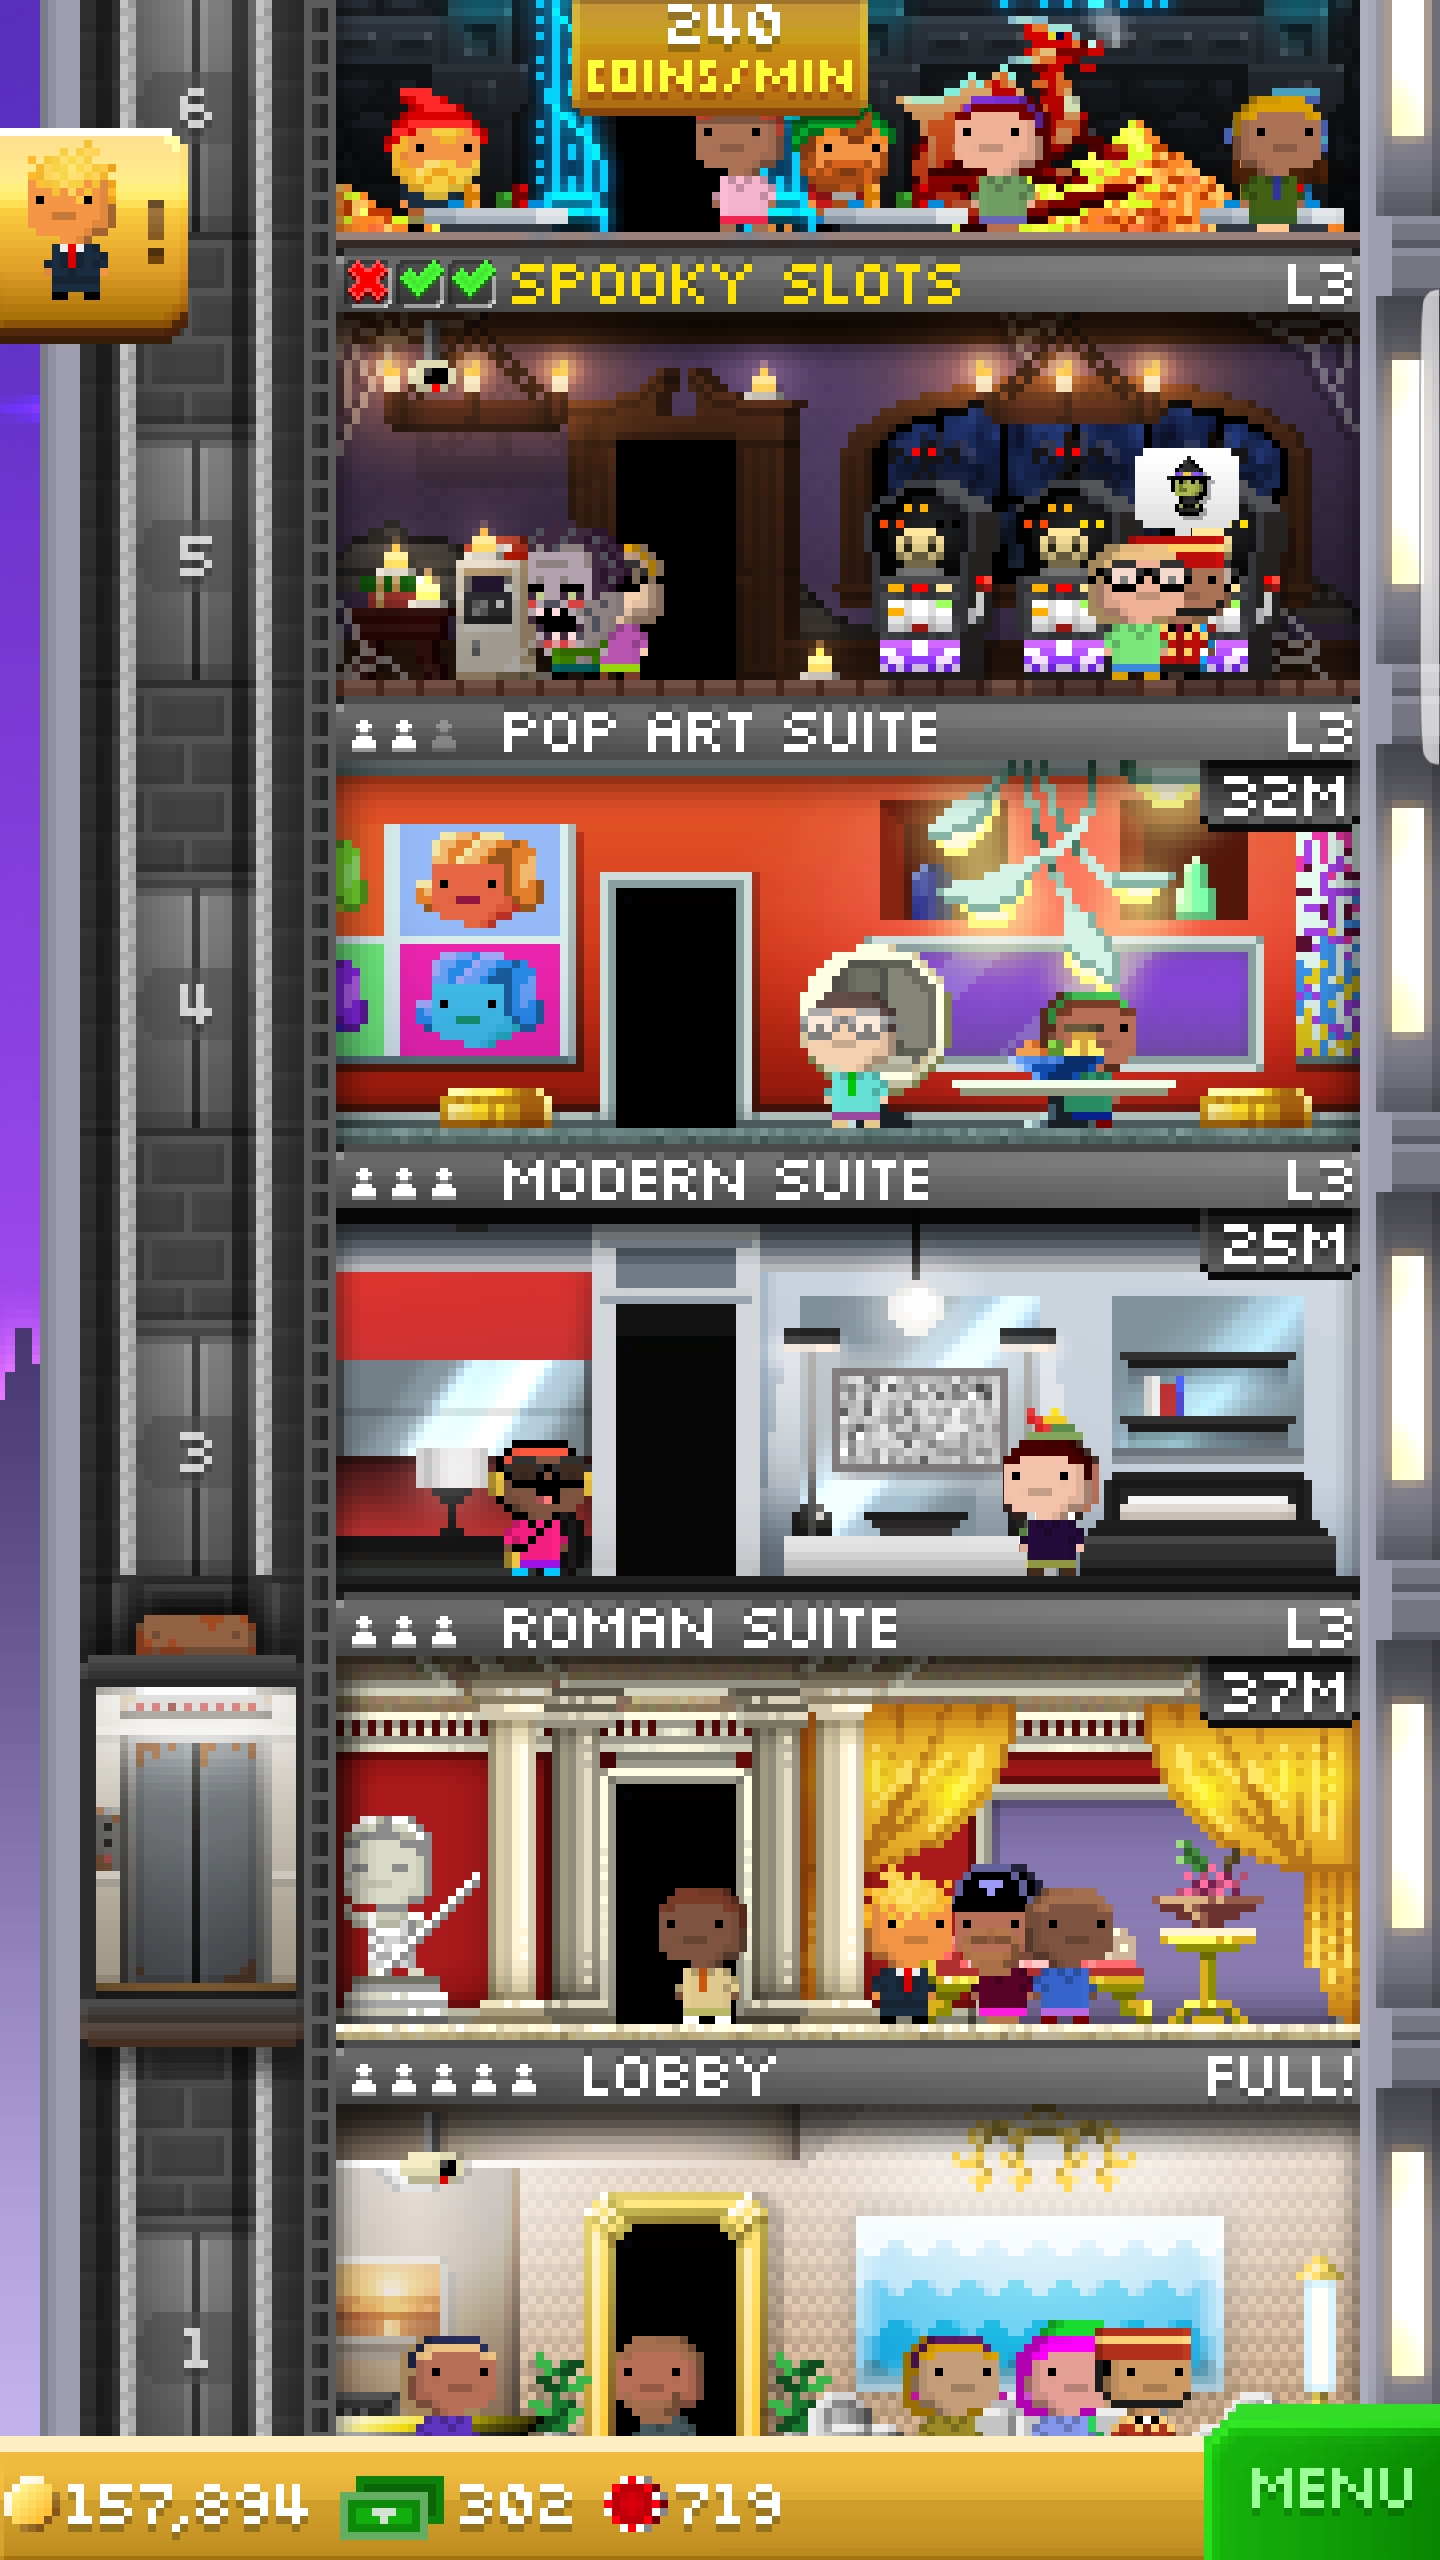 240
COINS/MIN
6
!
SPOOKY SLOTS L3
5
POP ART SUITE L3
32M
4
MODERN SUITE L3
25M
3
ROMAN SUITE L3
37M
LOBBY FULL!
1
157,894 302 719 MENU